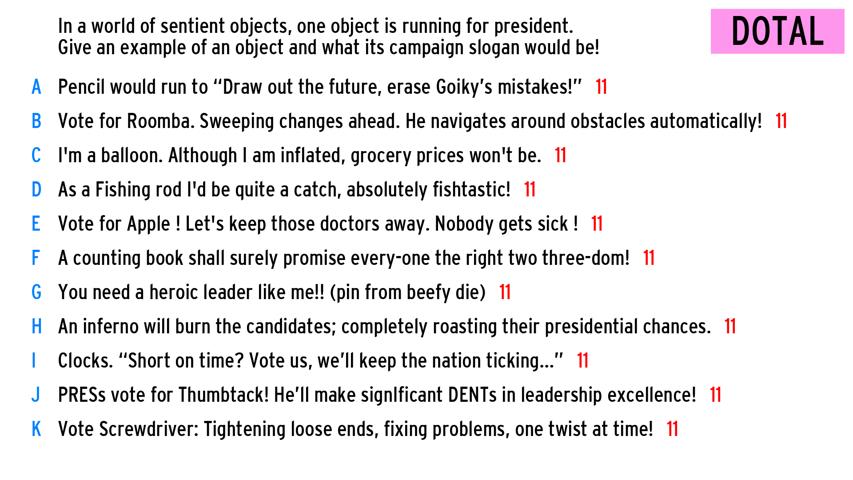 In a world of sentient objects, one object is running for president.
Give an example of an object and what its campaign slogan would be!
DOTAL
A Pencil would run to “Draw out the future, erase Goiky’s mistakes!” 11
B Vote for Roomba. Sweeping changes ahead. He navigates around obstacles automatically! 11
C I'm a balloon. Although I am inflated, grocery prices won't be. 11
D As a Fishing rod I'd be quite a catch, absolutely fishtastic! 11
E Vote for Apple ! Let's keep those doctors away. Nobody gets sick ! 11
F A counting book shall surely promise every-one the right two three-dom! 11
G You need a heroic leader like me!! (pin from beefy die) 11
H An inferno will burn the candidates; completely roasting their presidential chances. 11
I Clocks. “Short on time? Vote us, we’ll keep the nation ticking...” 11
J PRESs vote for Thumbtack! He’ll make signIficant DENTs in leadership excellence! 11
K Vote Screwdriver: Tightening loose ends, fixing problems, one twist at time! 11